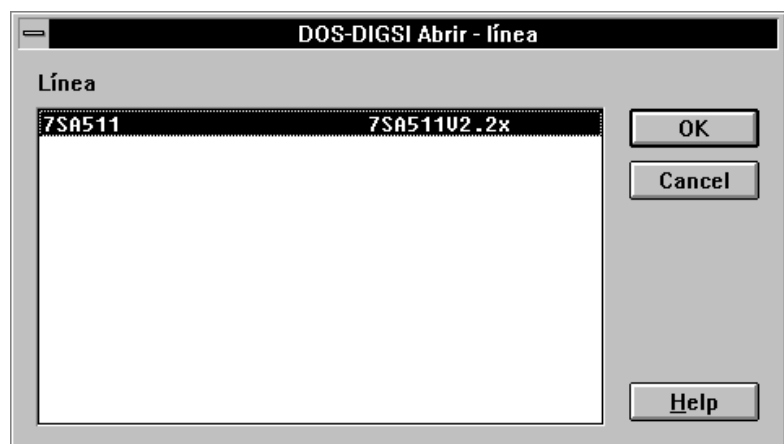 DOS-DIGSI Abrir - línea
Línea
7SA511 7SA511V2.2x
OK
Cancel
Help